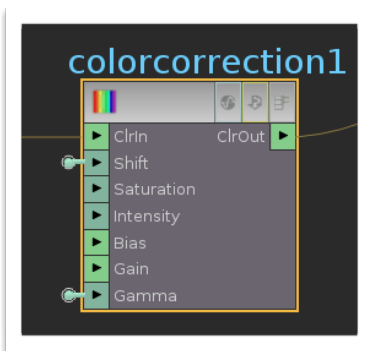 colorcorrection1
ClrIn ClrOut
Shift
Saturation
Intensity
Bias
Gain
Gamma